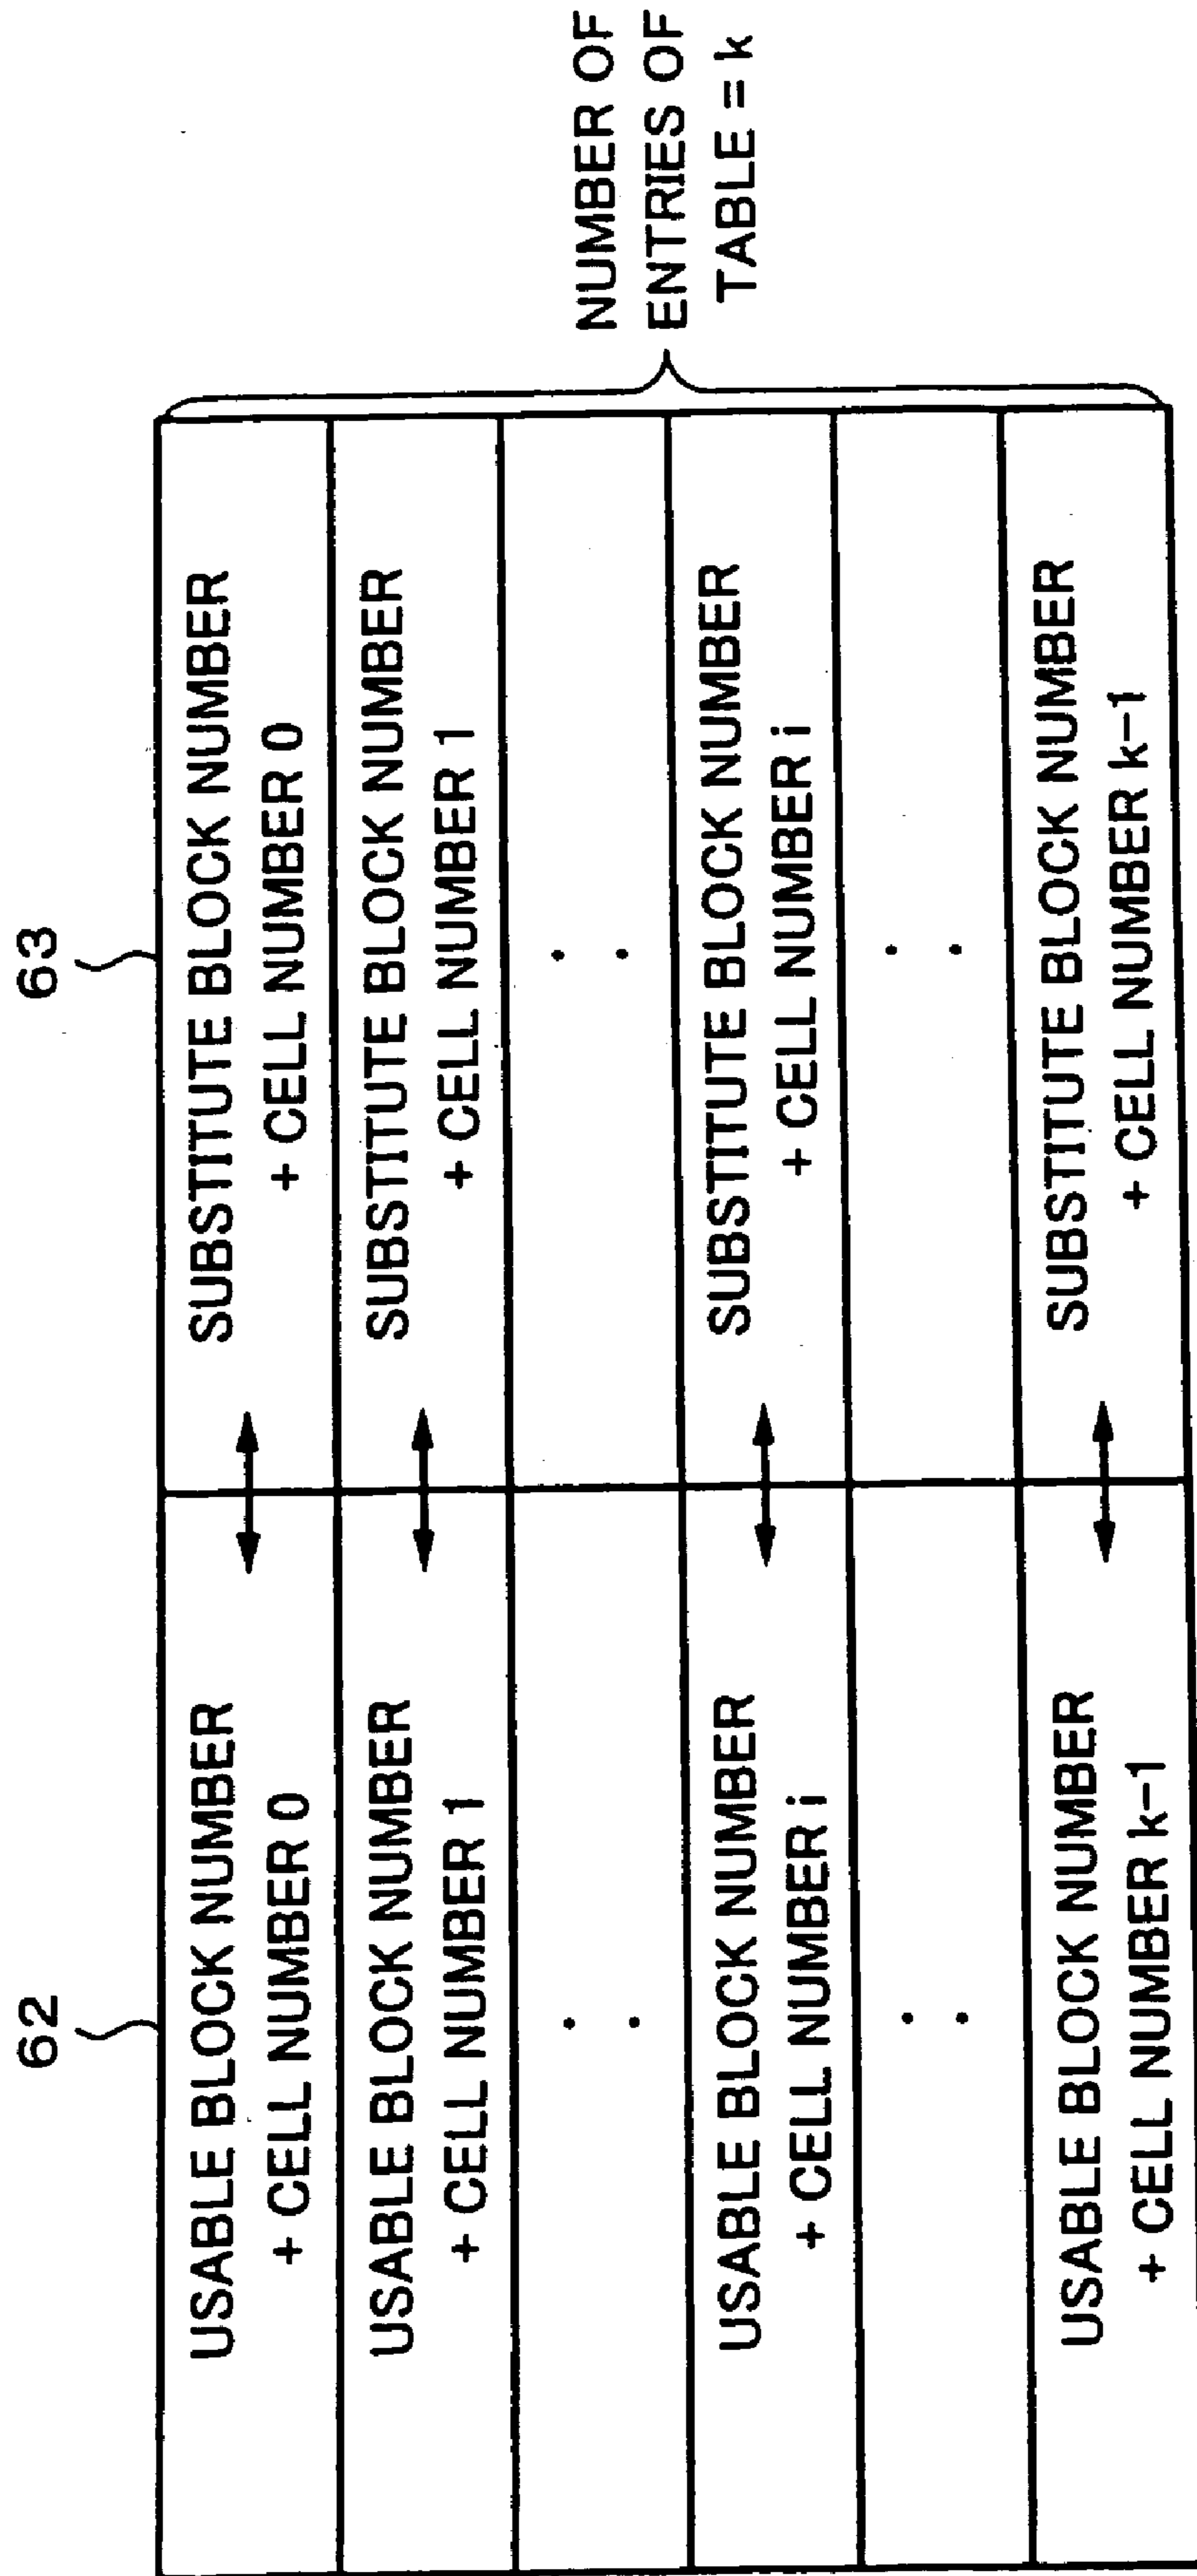 62
63
USABLE BLOCK NUMBER
+ CELL NUMBER 0
SUBSTITUTE BLOCK NUMBER
+ CELL NUMBER 0
USABLE BLOCK NUMBER
+ CELL NUMBER 1
SUBSTITUTE BLOCK NUMBER
+ CELL NUMBER 1
USABLE BLOCK NUMBER
+ CELL NUMBER i
SUBSTITUTE BLOCK NUMBER
+ CELL NUMBER i
USABLE BLOCK NUMBER
+ CELL NUMBER k-1
SUBSTITUTE BLOCK NUMBER
+ CELL NUMBER k-1
NUMBER OF
ENTRIES OF
TABLE = k